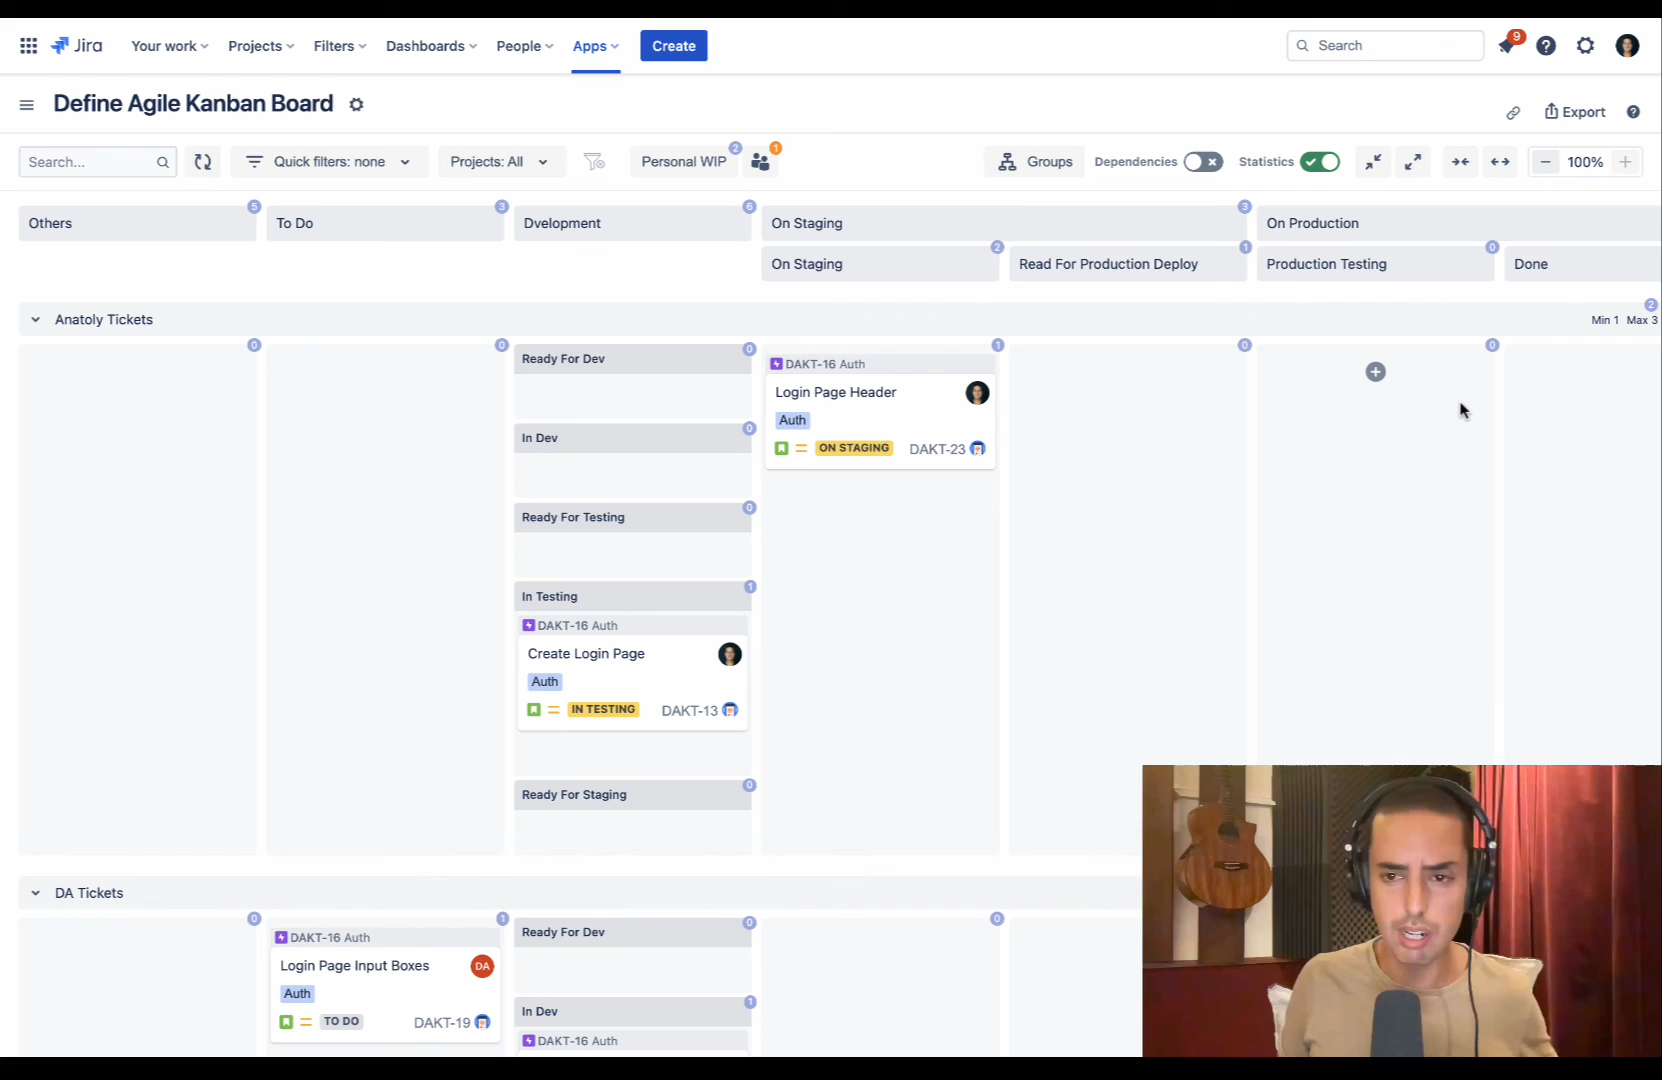 Jira Your work Projects Filters Dashboards People Apps Create Search 9
Define Agile Kanban Board Export
Search... Quick filters: none Projects: All Personal WIP 2 1 Groups Dependencies Statistics 100%
Others 5 To Do 3 Dvelopment 6 On Staging 3 On Production
On Staging 2 Read For Production Deploy 1 Production Testing 0 Done
Anatoly Tickets 2
Min 1 Max 3
0 0 0 1 0 0
Ready For Dev
DAKT-16 Auth
Login Page Header
Auth
ON STAGING DAKT-23
In Dev 0
Ready For Testing 0
In Testing 1
DAKT-16 Auth
Create Login Page
Auth
IN TESTING DAKT-13
Ready For Staging 0
DA Tickets
0 1 0 0
DAKT-16 Auth
Login Page Input Boxes DA
Auth
TO DO DAKT-19
Ready For Dev
In Dev 1
DAKT-16 Auth